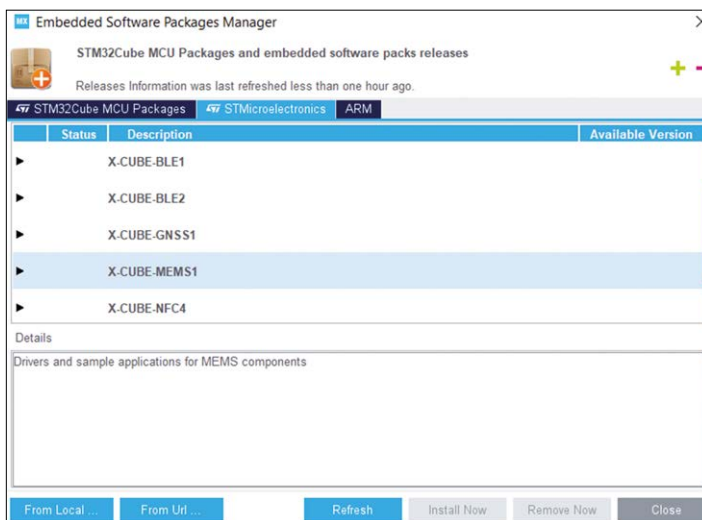 MX Embedded Software Packages Manager
STM32Cube MCU Packages and embedded software packs releases
Releases Information was last refreshed less than one hour ago.
STM32Cube MCU Packages STMicroelectronics ARM
Status Description Available Version
X-CUBE-BLE1
X-CUBE-BLE2
X-CUBE-GNSS1
X-CUBE-MEMS1
X-CUBE-NFC4
Details
Drivers and sample applications for MEMS components
From Local ... From Url ... Refresh Install Now Remove Now Close